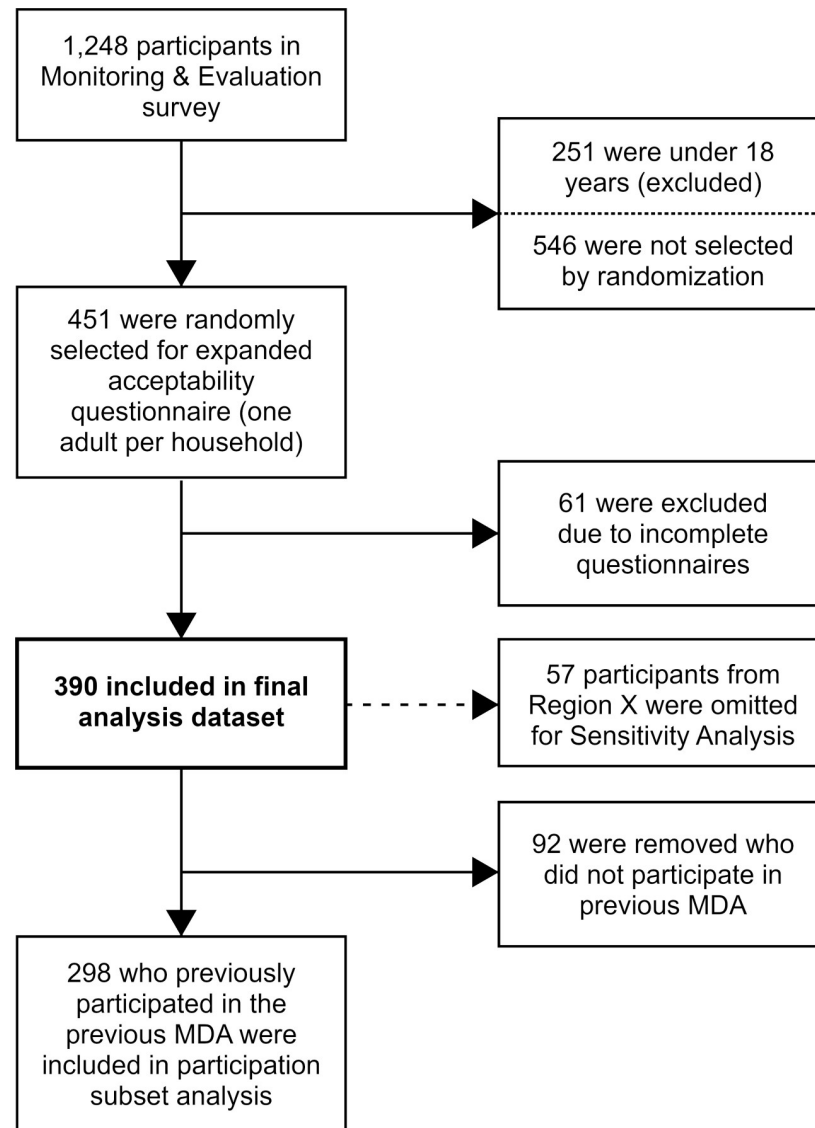 1,248 participants in
Monitoring & Evaluation
survey
251 were under 18
years (excluded)
546 were not selected
by randomization
451 were randomly
selected for expanded
acceptability
questionnaire (one
adult per household)
61 were excluded
due to incomplete
questionnaires
390 included in final
analysis dataset
57 participants from
Region X were omitted
for Sensitivity Analysis
92 were removed who
did not participate in
previous MDA
298 who previously
participated in the
previous MDA were
included in participation
subset analysis